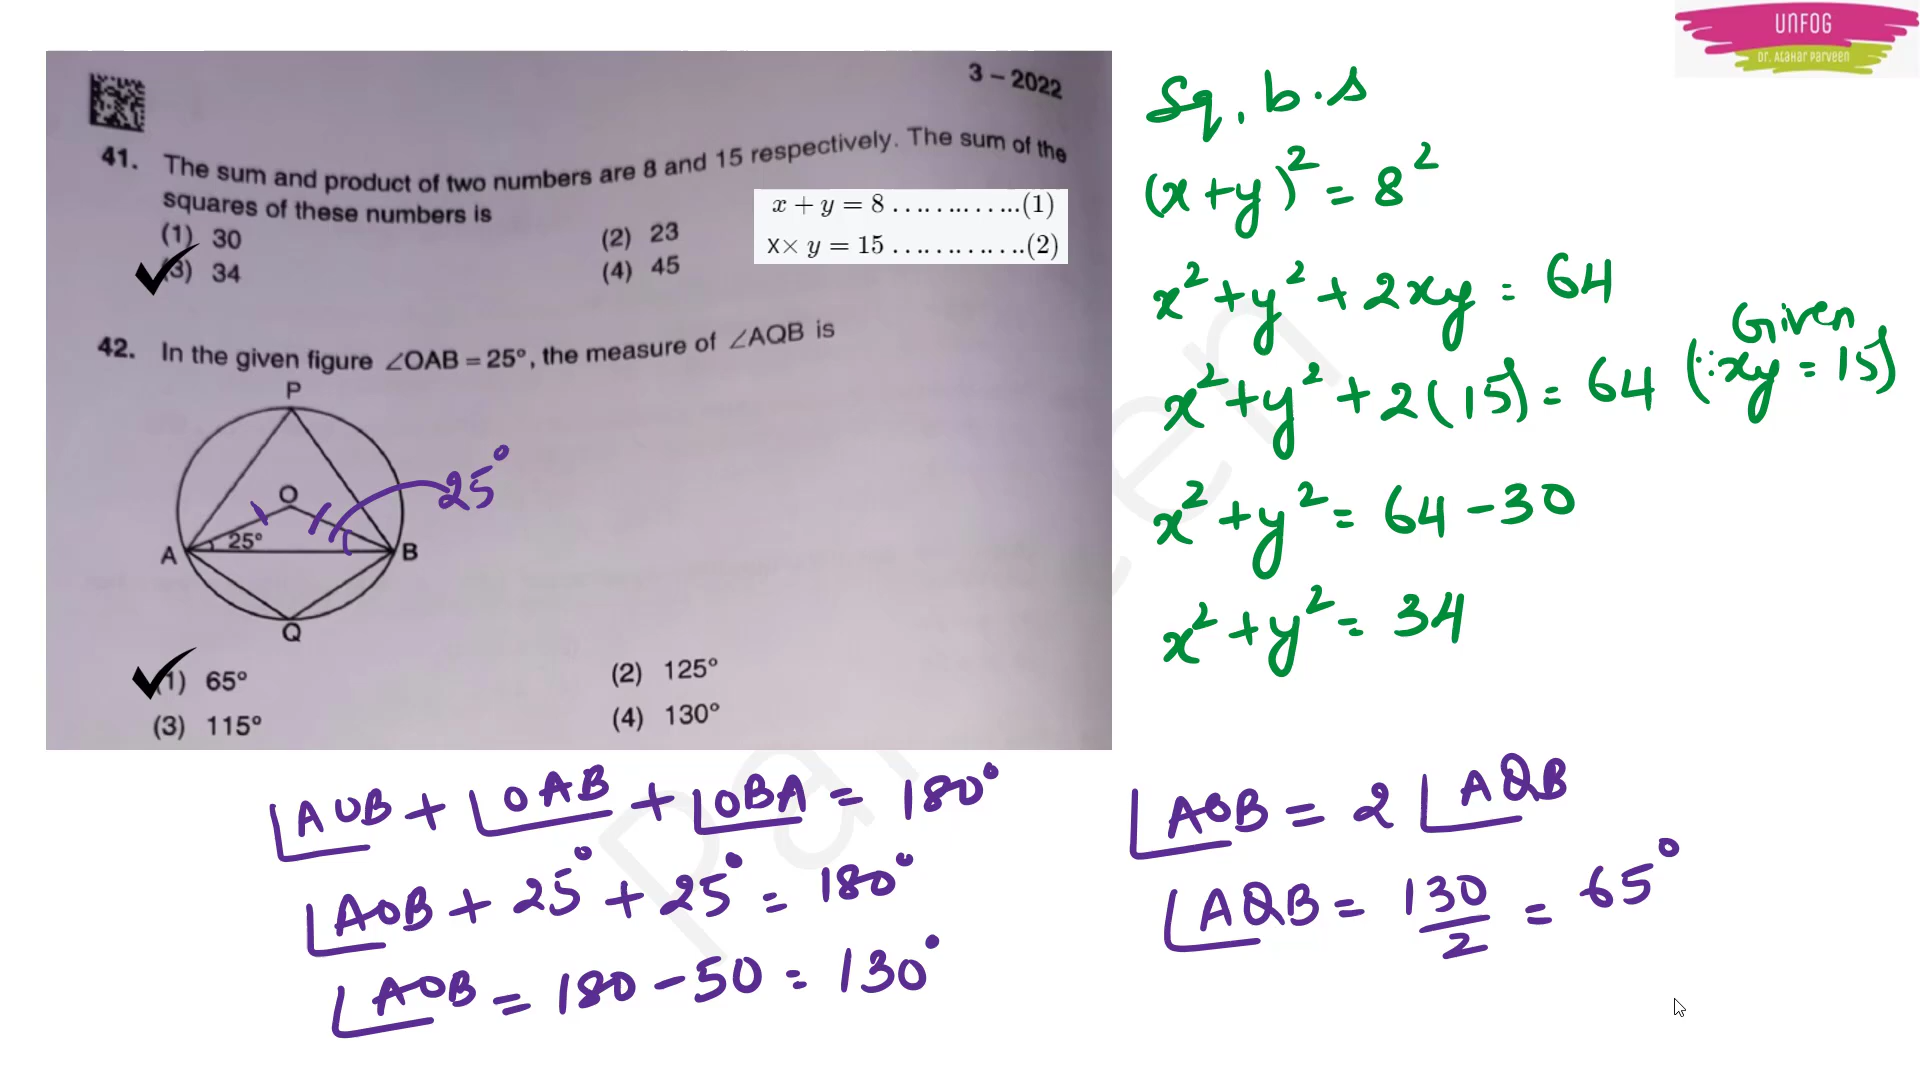 UNFOG
Dr. Atahar Parveen
3 – 2022
41. The sum and product of two numbers are 8 and 15 respectively. The sum of the
squares of these numbers is
(1) 30
(2) 23
(3) 34
(4) 45
x + y = 8 ..............(1)
x× y = 15 .............(2)
42. In the given figure ∠OAB = 25°, the measure of ∠AQB is
P
O
25°
25°
A
B
Q
(1) 65°
(2) 125°
(3) 115°
(4) 130°
Sq. b.s
(x+y)² = 8²
x²+y²+2xy = 64
Given
x²+y²+2(15) = 64 (∵xy = 15)
x²+y² = 64-30
x²+y² = 34
∠AOB + ∠OAB + ∠OBA = 180°
∠AOB + 25° + 25° = 180°
∠AOB = 180-50 = 130°
∠AOB = 2 ∠AQB
∠AQB = 130/2 = 65°